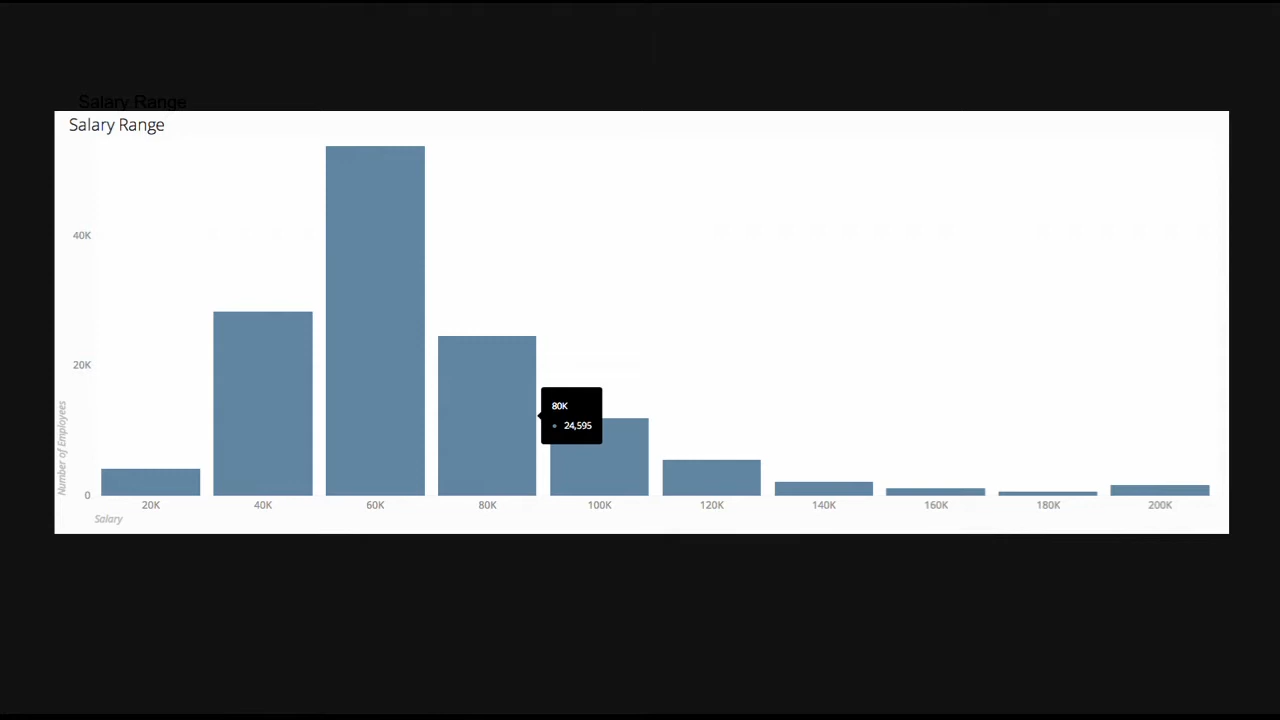 Salary Range
Salary Range
40K
20K
0
Number of Employees
80K
24,595
20K 40K 60K 80K 100K 120K 140K 160K 180K 200K
Salary